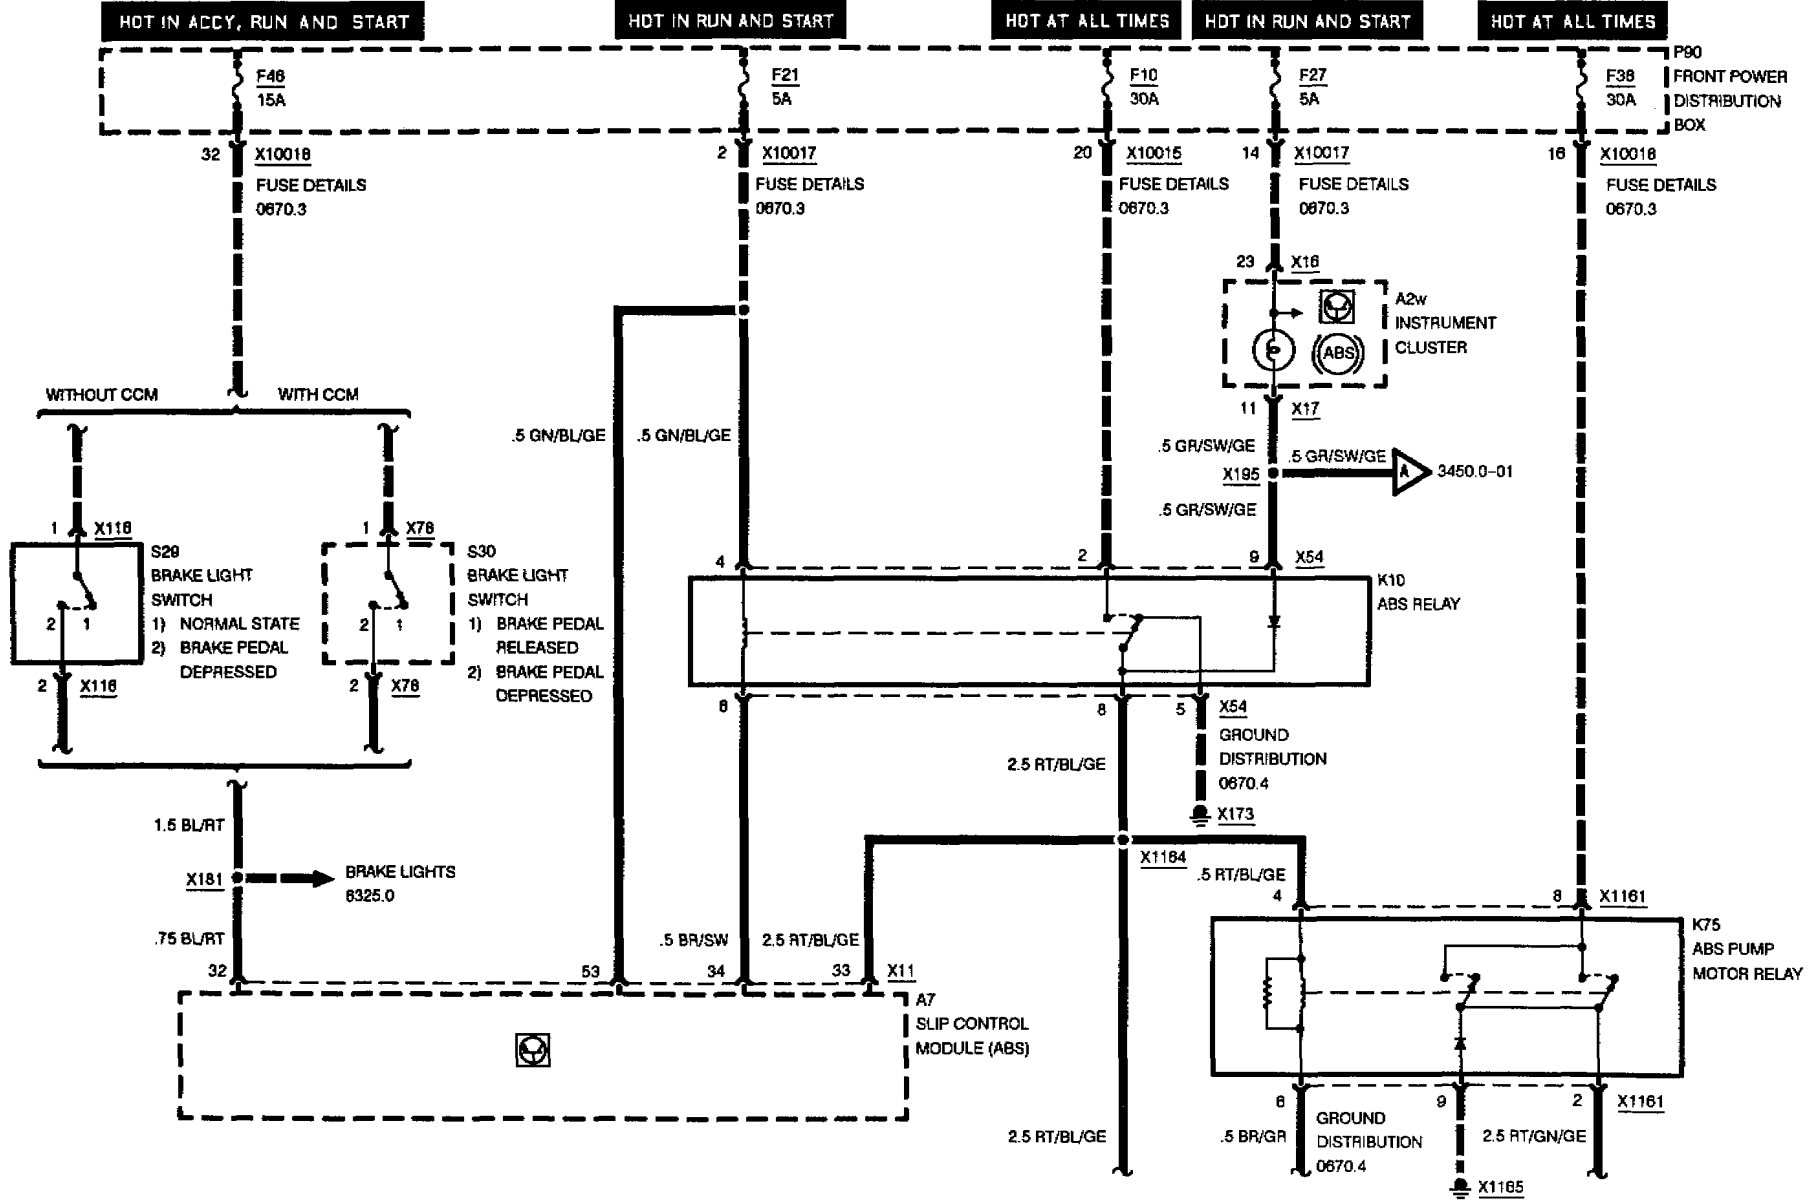 HOT IN ACCY, RUN AND START
HOT IN RUN AND START
HOT AT ALL TIMES
HOT IN RUN AND START
HOT AT ALL TIMES
F46
15A
F21
5A
F10
30A
F27
5A
F38
30A
P90
FRONT POWER
DISTRIBUTION
BOX
32 X10018
FUSE DETAILS
0670.3
2 X10017
FUSE DETAILS
0670.3
20 X10015
FUSE DETAILS
0670.3
14 X10017
FUSE DETAILS
0670.3
16 X10018
FUSE DETAILS
0670.3
23 X16
A2w
INSTRUMENT
CLUSTER
ABS
11 X17
WITHOUT CCM
WITH CCM
.5 GN/BL/GE
.5 GN/BL/GE
.5 GR/SW/GE
.5 GR/SW/GE
X195
A
3450.0-01
.5 GR/SW/GE
1 X116
S29
BRAKE LIGHT
SWITCH
1) NORMAL STATE
2) BRAKE PEDAL
DEPRESSED
2 1
2 X116
1 X76
S30
BRAKE LIGHT
SWITCH
1) BRAKE PEDAL
RELEASED
2) BRAKE PEDAL
DEPRESSED
2 1
2 X76
4
2
9 X54
K10
ABS RELAY
6
8
5 X54
GROUND
DISTRIBUTION
0670.4
X173
2.5 RT/BL/GE
1.5 BL/RT
X181
BRAKE LIGHTS
6325.0
.75 BL/RT
X1164
.5 RT/BL/GE
.5 BR/SW
2.5 RT/BL/GE
32
53
34
33 X11
A7
SLIP CONTROL
MODULE (ABS)
4
8 X1161
K75
ABS PUMP
MOTOR RELAY
6
9
2 X1161
2.5 RT/BL/GE
.5 BR/GR
GROUND
DISTRIBUTION
0670.4
2.5 RT/GN/GE
X1165